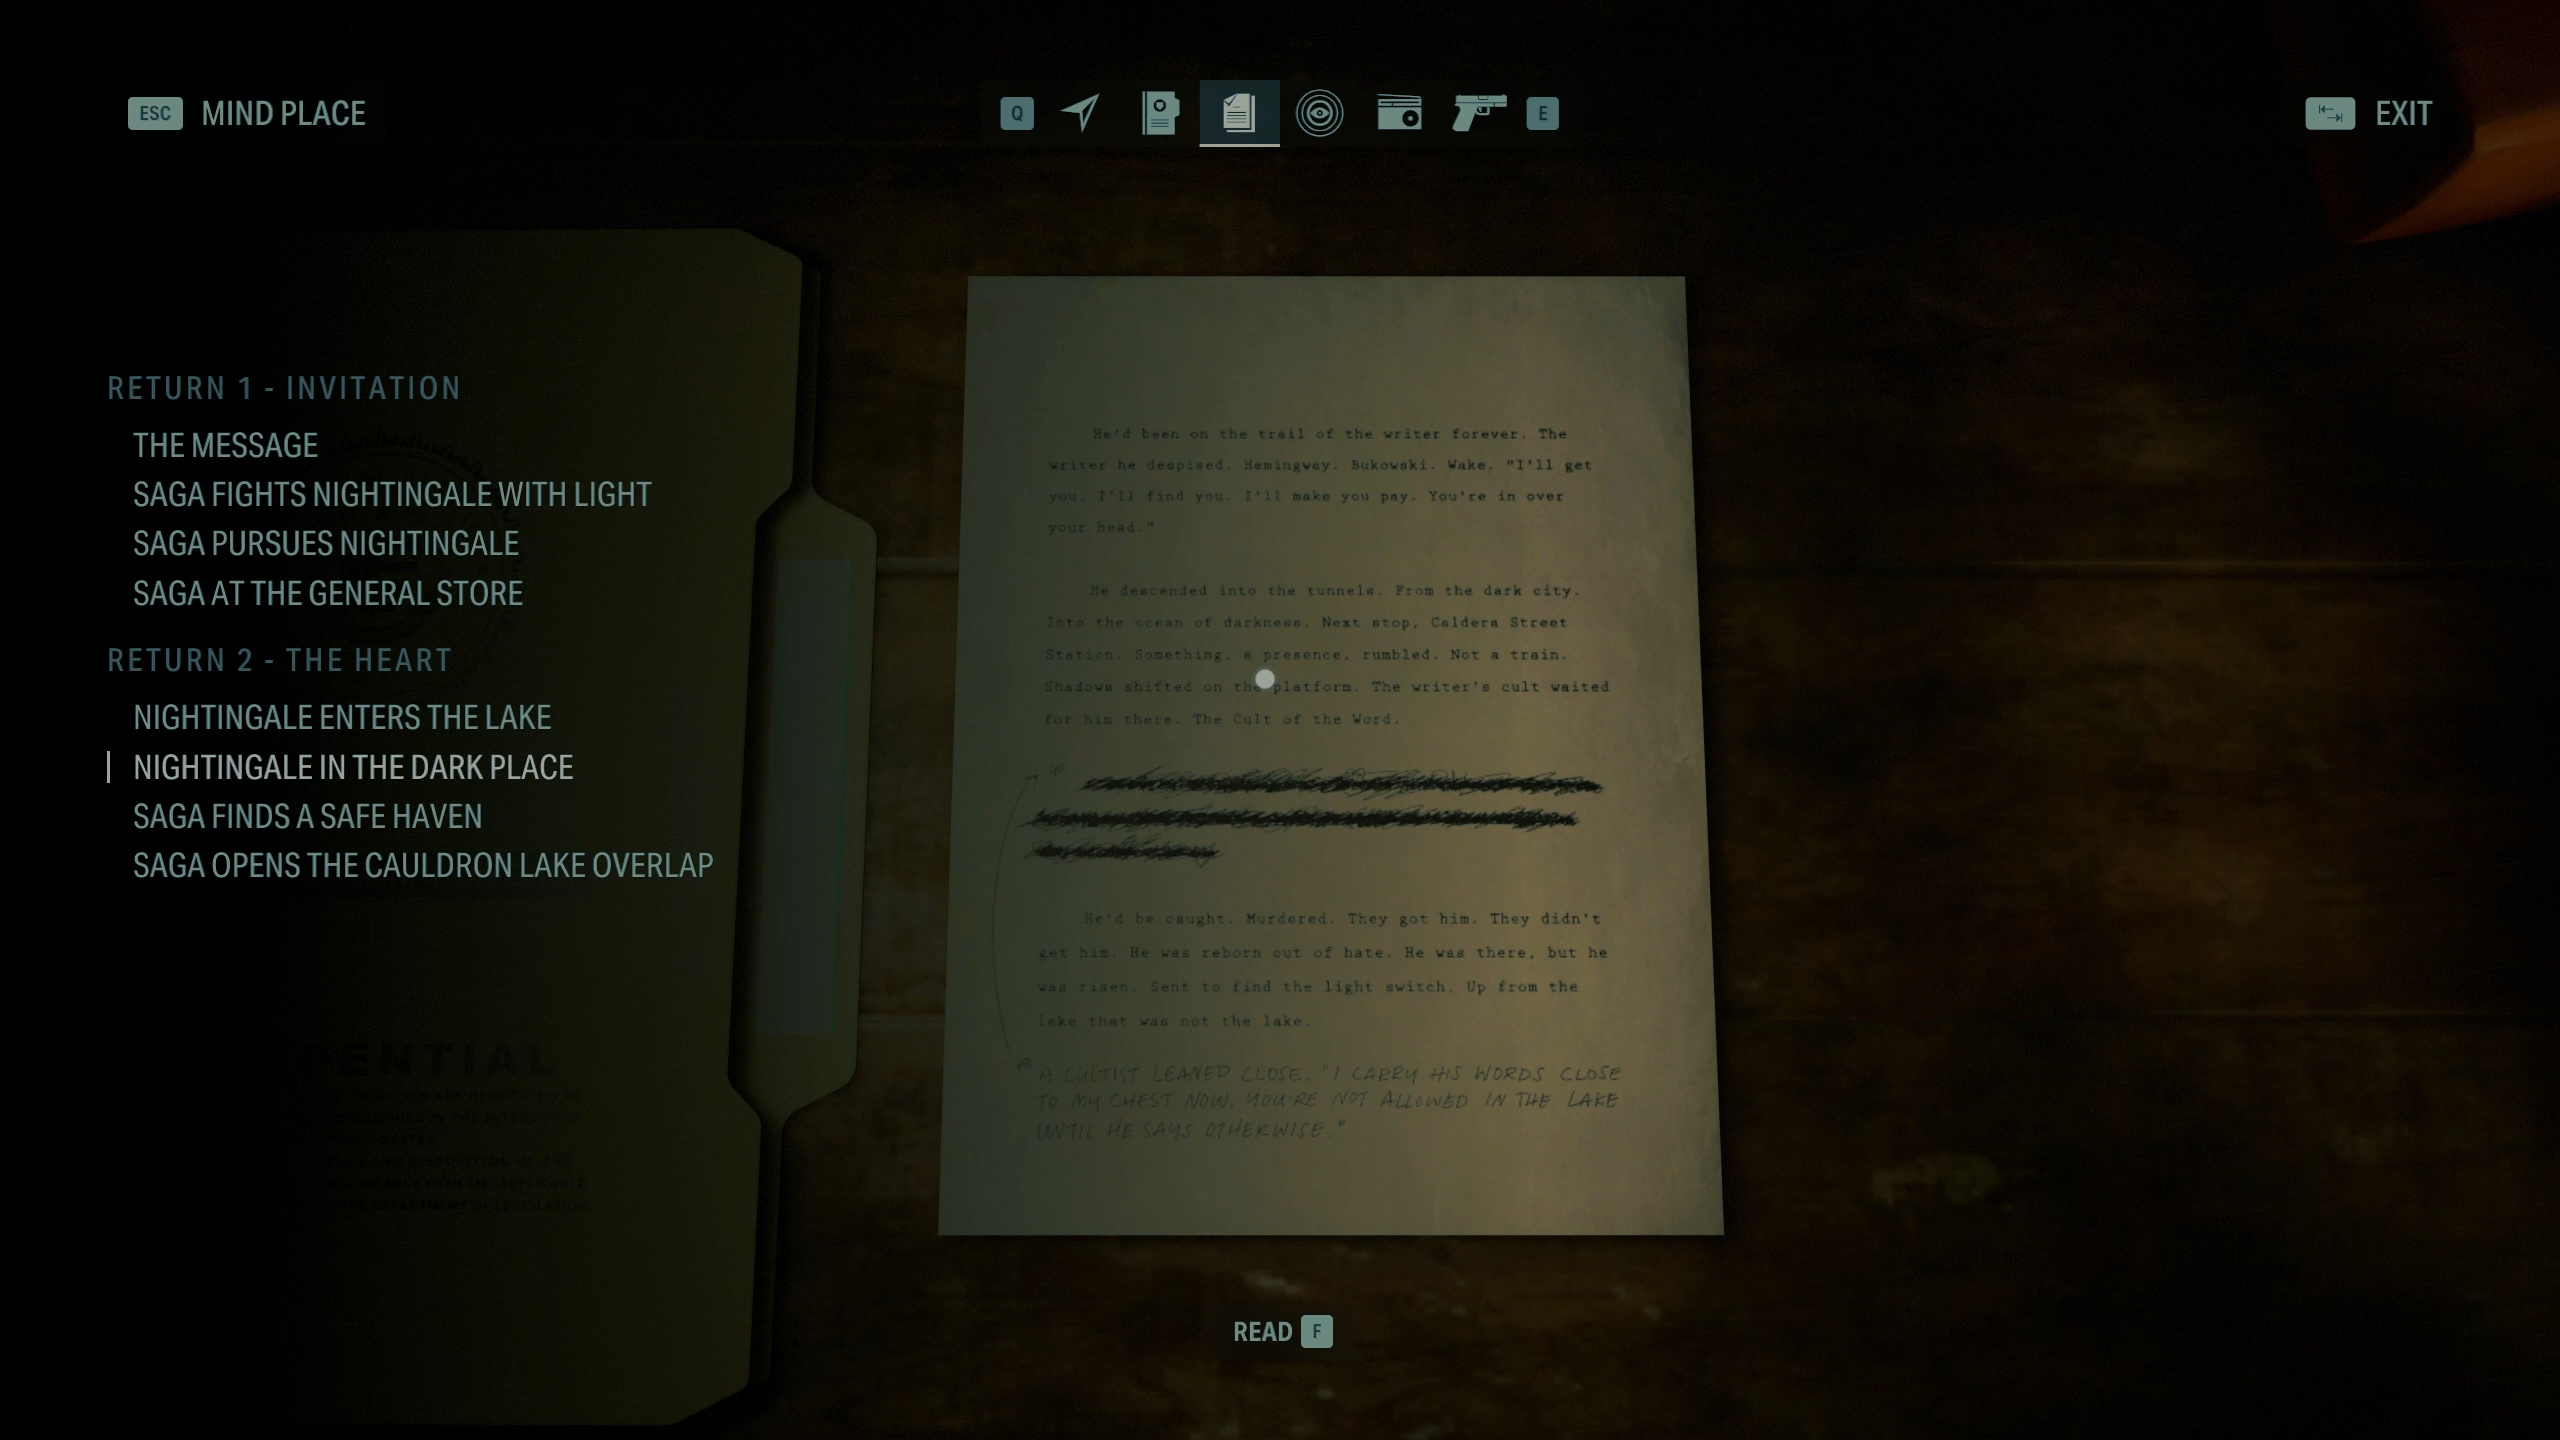 ESC MIND PLACE
Q
E
EXIT
RETURN 1 - INVITATION
THE MESSAGE
SAGA FIGHTS NIGHTINGALE WITH LIGHT
SAGA PURSUES NIGHTINGALE
SAGA AT THE GENERAL STORE
RETURN 2 - THE HEART
NIGHTINGALE ENTERS THE LAKE
NIGHTINGALE IN THE DARK PLACE
SAGA FINDS A SAFE HAVEN
SAGA OPENS THE CAULDRON LAKE OVERLAP
DENTIAL
THE DEPARTMENT OF LEGISLATION
He'd been on the trail of the writer forever. The
writer he despised. Hemingway. Bukowski. Wake. "I'll get
you. I'll find you. I'll make you pay. You're in over
your head."
He descended into the tunnels. From the dark city.
Into the ocean of darkness. Next stop, Caldera Street
Station. Something, a presence, rumbled. Not a train.
Shadows shifted on the platform. The writer's cult waited
for him there. The Cult of the Word.
He'd be caught. Murdered. They got him. They didn't
get him. He was reborn out of hate. He was there, but he
was risen. Sent to find the light switch. Up from the
lake that was not the lake.
A CULTIST LEANED CLOSE. "I CARRY HIS WORDS CLOSE
TO MY CHEST NOW. YOU'RE NOT ALLOWED IN THE LAKE
UNTIL HE SAYS OTHERWISE."
READ F